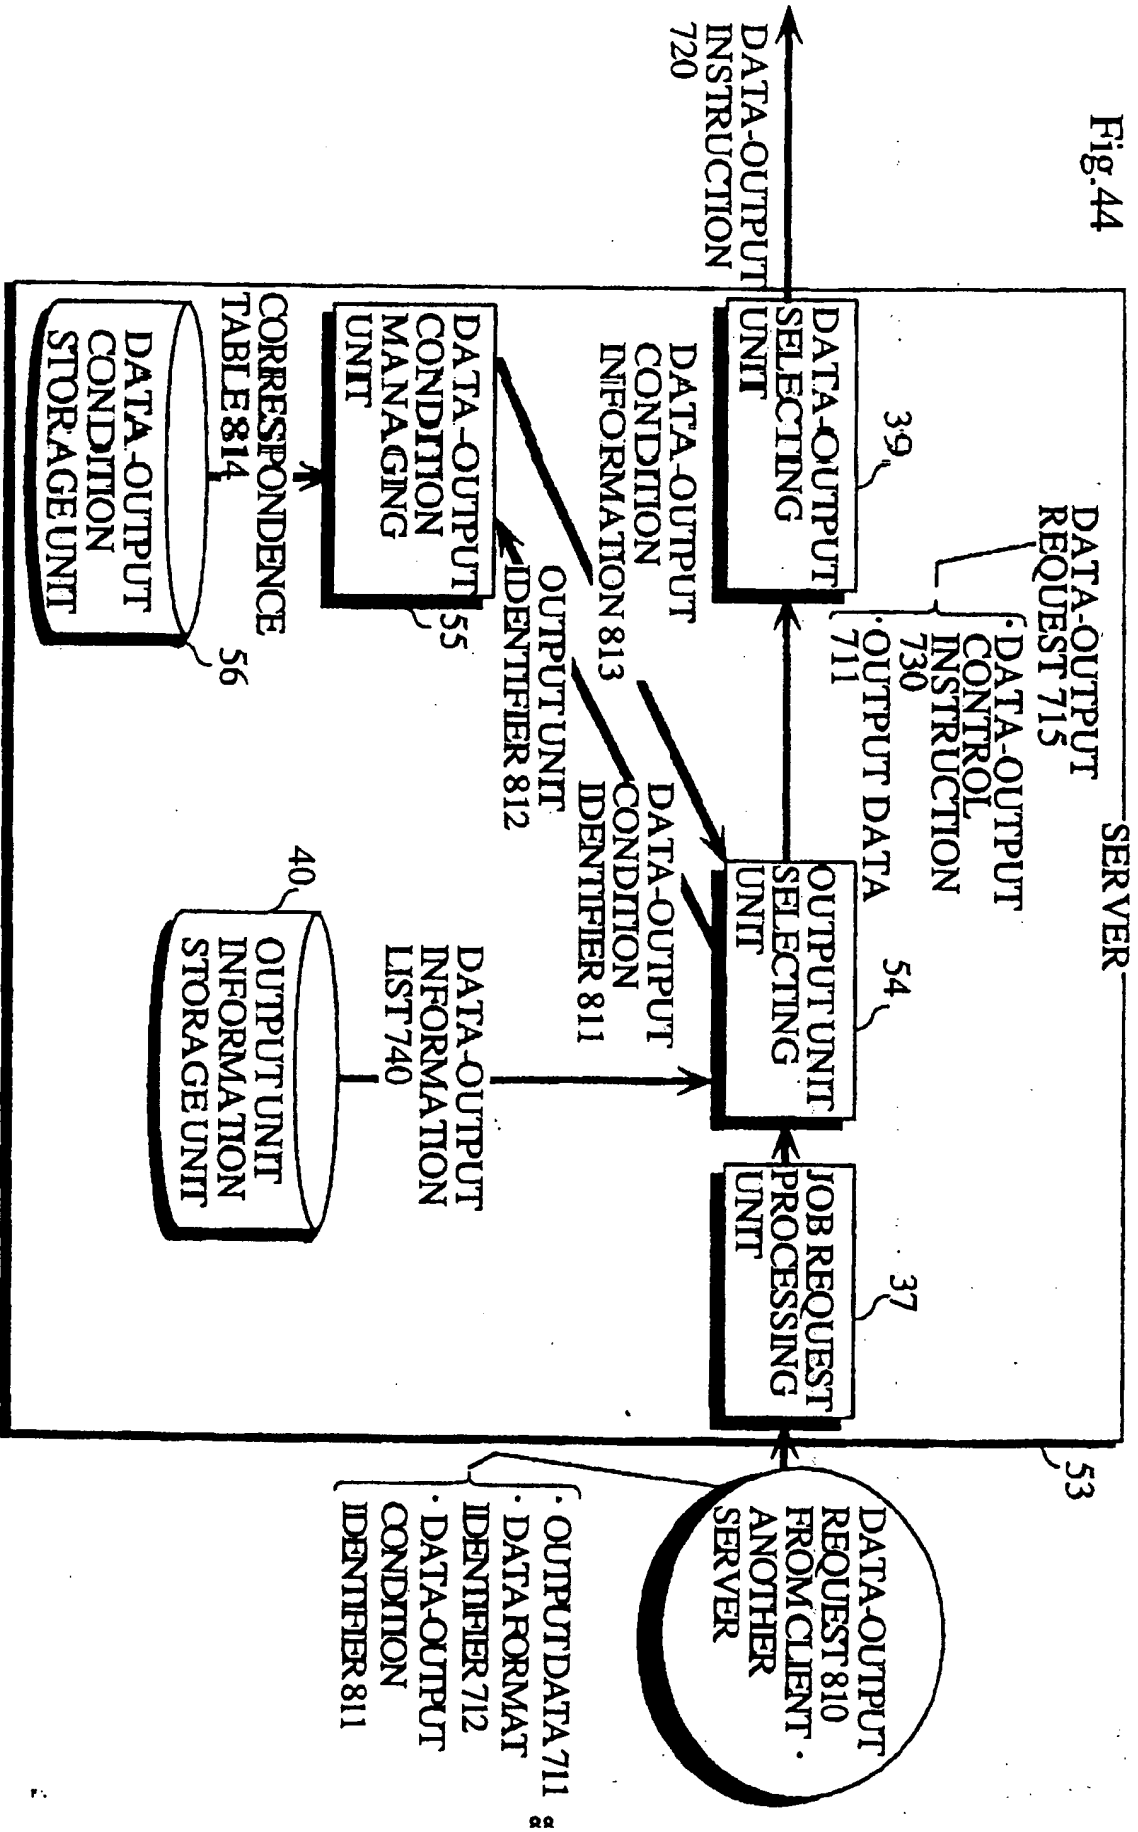 Fig.44
SERVER
53
DATA-OUTPUT
REQUEST 715
· DATA-OUTPUT
CONTROL
INSTRUCTION
730
· OUTPUT DATA
711
39
54
37
DATA-OUTPUT
INSTRUCTION
720
DATA-OUTPUT
SELECTING
UNIT
OUTPUT UNIT
SELECTING
UNIT
JOB REQUEST
PROCESSING
UNIT
DATA-OUTPUT
REQUEST 810
FROM CLIENT ·
ANOTHER
SERVER
DATA-OUTPUT
CONDITION
INFORMATION 813
DATA-OUTPUT
CONDITION
IDENTIFIER 811
OUTPUT UNIT
IDENTIFIER 812
· OUTPUT DATA 711
· DATA FORMAT
IDENTIFIER 712
· DATA-OUTPUT
CONDITION
IDENTIFIER 811
DATA-OUTPUT
CONDITION
MANAGING
UNIT
55
DATA-OUTPUT
INFORMATION
LIST 740
CORRESPONDENCE
TABLE 814
40
OUTPUT UNIT
INFORMATION
STORAGE UNIT
56
DATA-OUTPUT
CONDITION
STORAGE UNIT
88